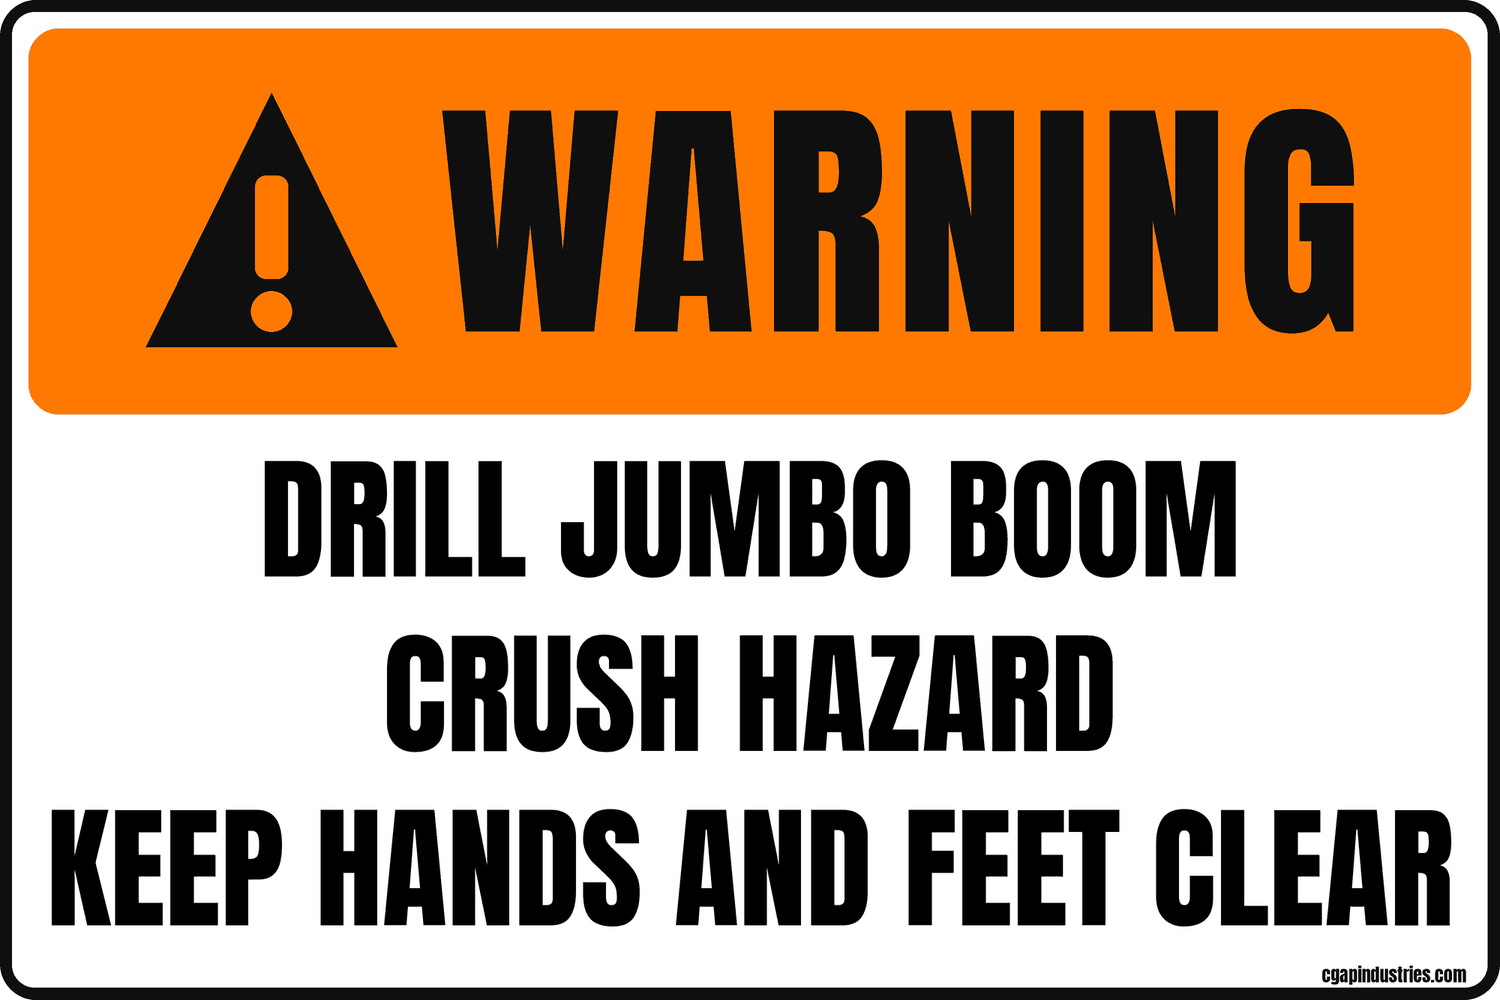 WARNING
DRILL JUMBO BOOM
CRUSH HAZARD
KEEP HANDS AND FEET CLEAR
cgapindustries.com